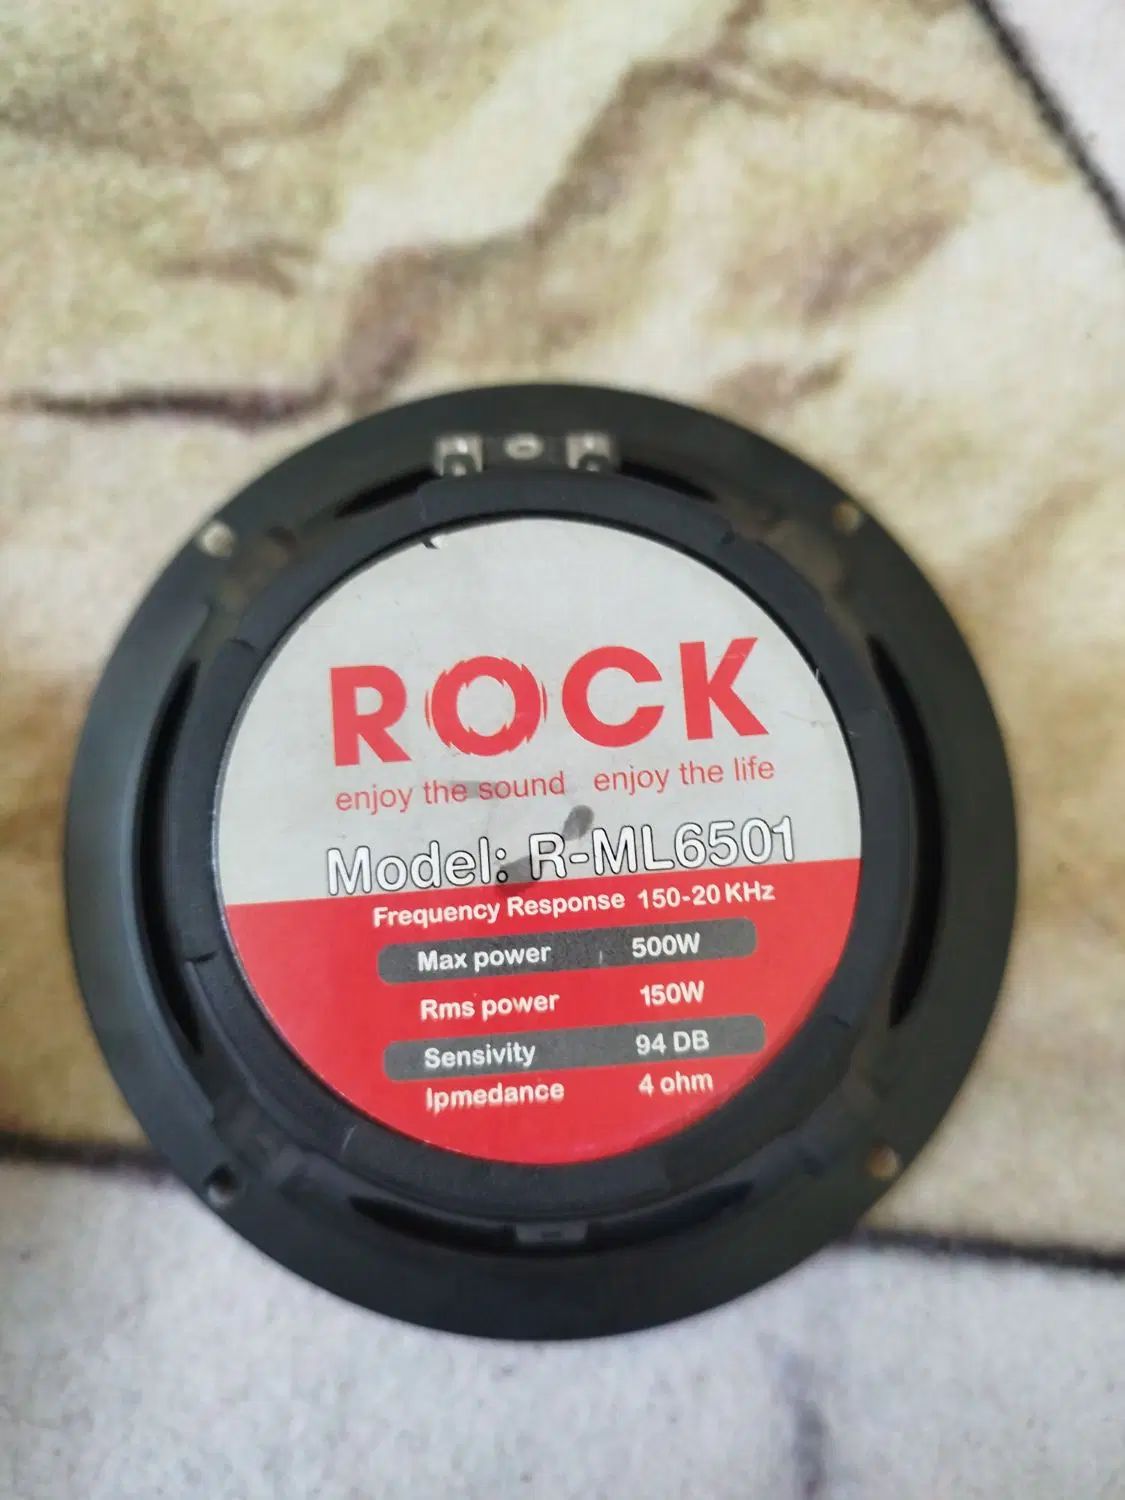 ROCK
enjoy the sound enjoy the life
Model: R-ML6501
Frequency Response 150-20 KHz
Max power 500W
Rms power 150W
Sensivity 94 DB
Ipmedance 4 ohm